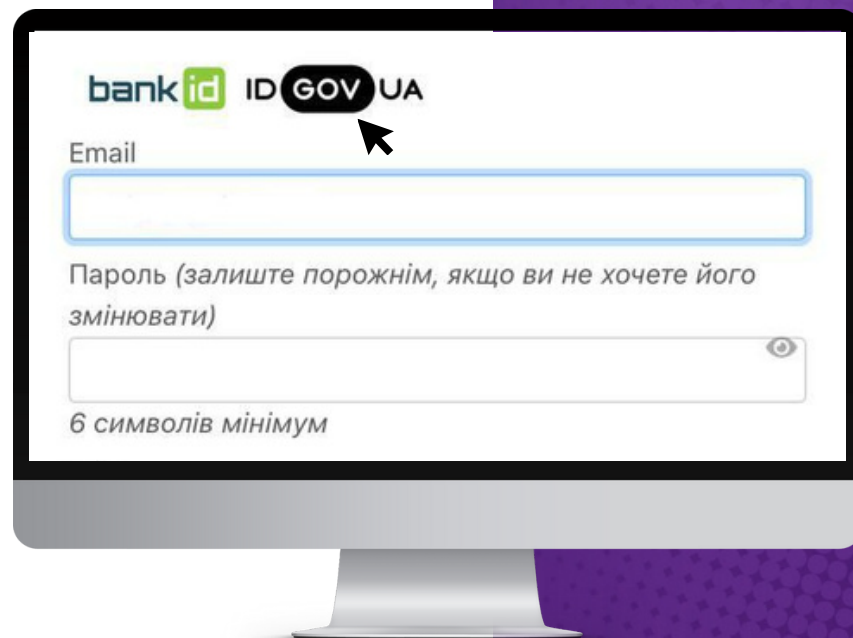 bank id ID GOV UA
Email
Пароль (залиште порожнім, якщо ви не хочете його
змінювати)
6 символів мінімум